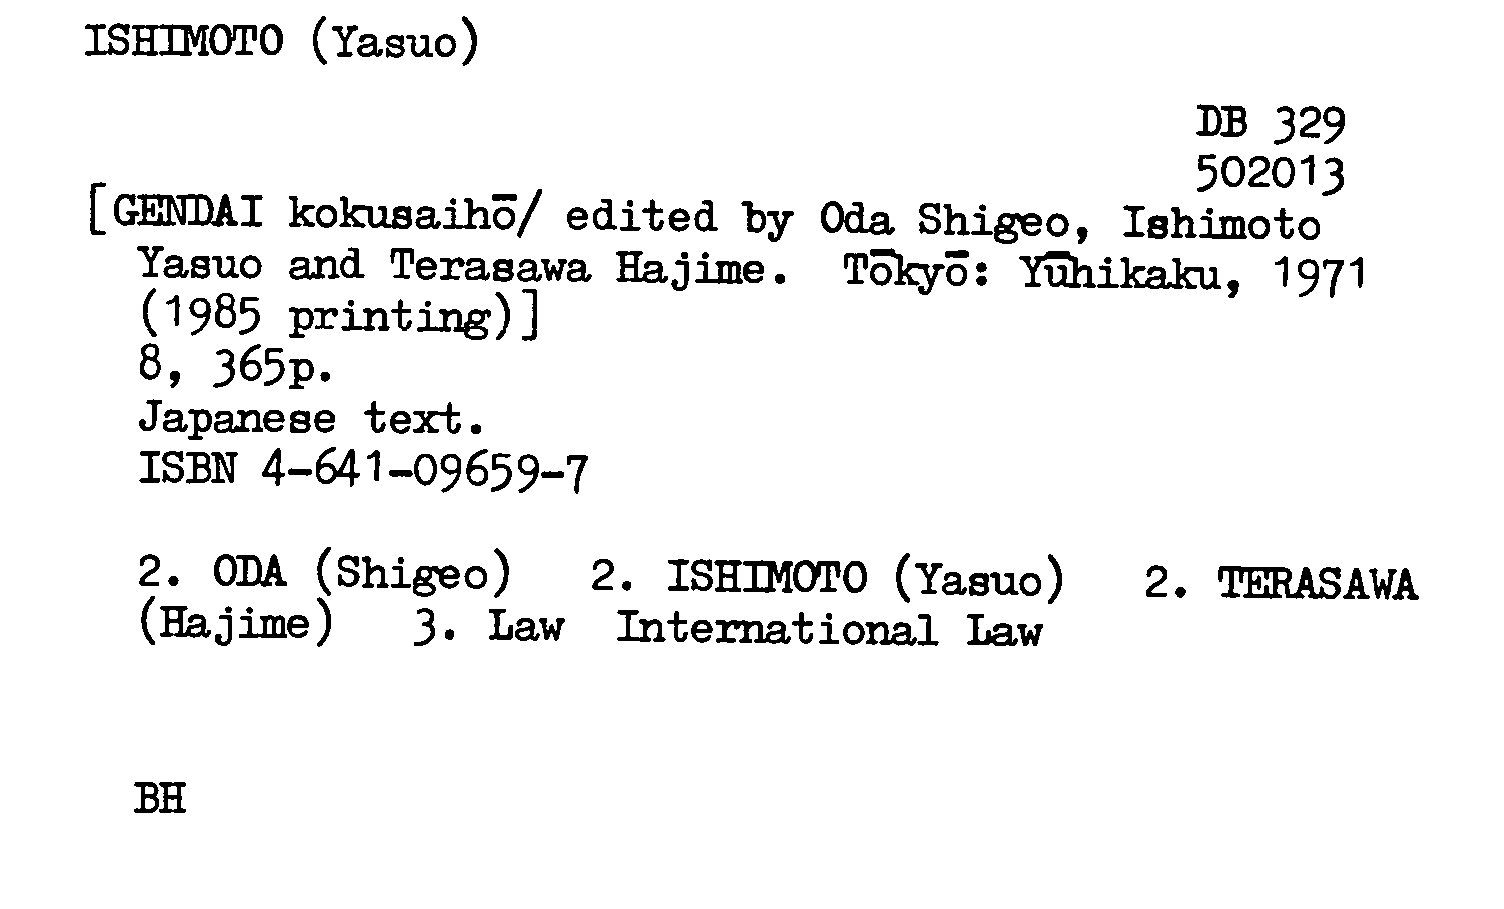 ISHIMOTO (Yasuo)
DB 329
502013
[GENDAI kokusaihō/ edited by Oda Shigeo, Ishimoto
Yasuo and Terasawa Hajime. Tōkyō: Yūhikaku, 1971
(1985 printing)]
8, 365p.
Japanese text.
ISBN 4-641-09659-7
2. ODA (Shigeo) 2. ISHIMOTO (Yasuo) 2. TERASAWA
(Hajime) 3. Law International Law
BH